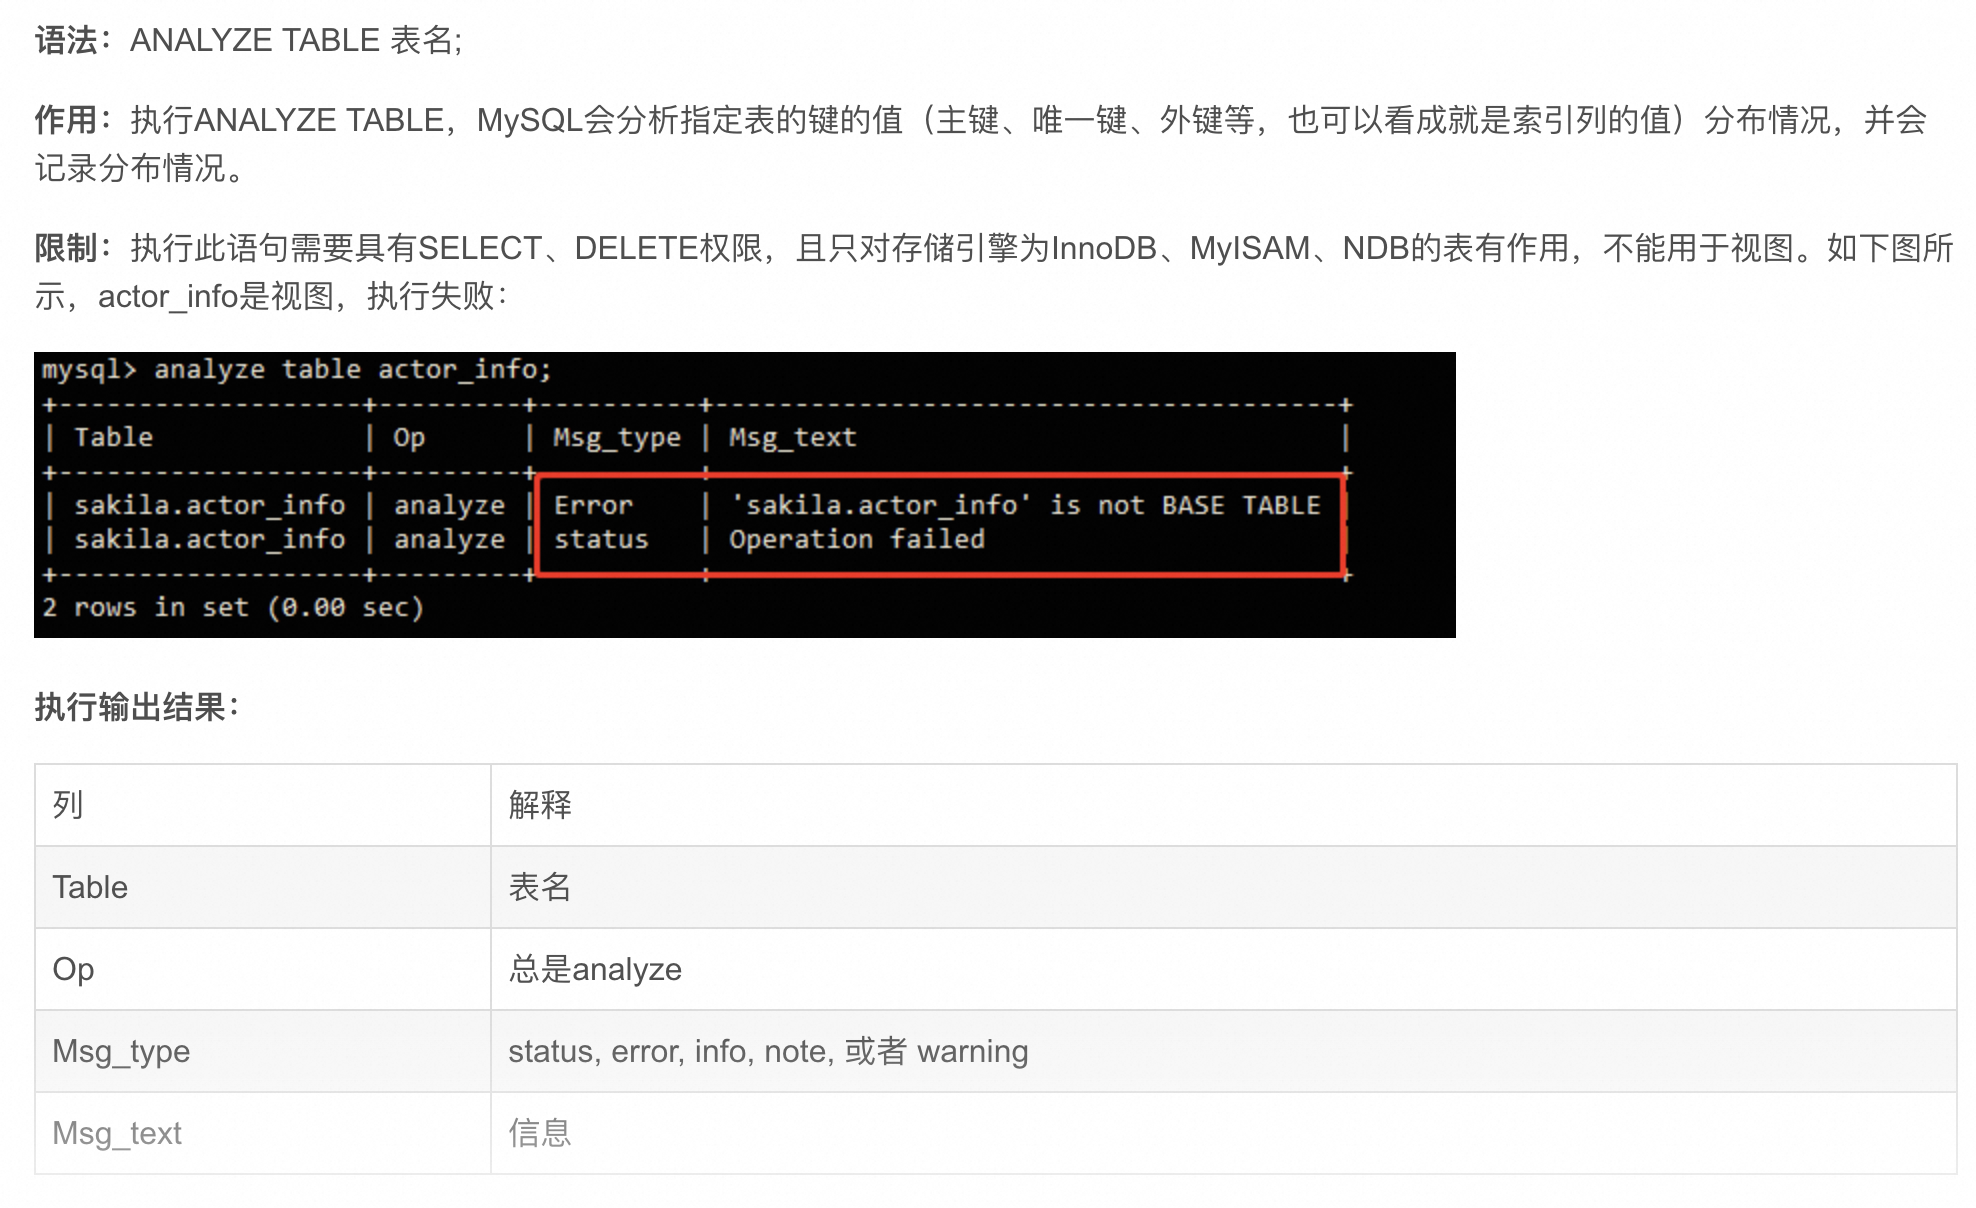 语法：ANALYZE TABLE 表名;
作用：执行ANALYZE TABLE，MySQL会分析指定表的键的值（主键、唯一键、外键等，也可以看成就是索引列的值）分布情况，并会
记录分布情况。
限制：执行此语句需要具有SELECT、DELETE权限，且只对存储引擎为InnoDB、MyISAM、NDB的表有作用，不能用于视图。如下图所
示，actor_info是视图，执行失败：
mysql> analyze table actor_info;
+-------------------+---------+----------+---------------------------------------+
| Table | Op | Msg_type | Msg_text |
+-------------------+---------+----------+---------------------------------------+
| sakila.actor_info | analyze | Error | 'sakila.actor_info' is not BASE TABLE |
| sakila.actor_info | analyze | status | Operation failed |
+-------------------+---------+----------+---------------------------------------+
2 rows in set (0.00 sec)
执行输出结果：
列 解释
Table 表名
Op 总是analyze
Msg_type status, error, info, note, 或者 warning
Msg_text 信息